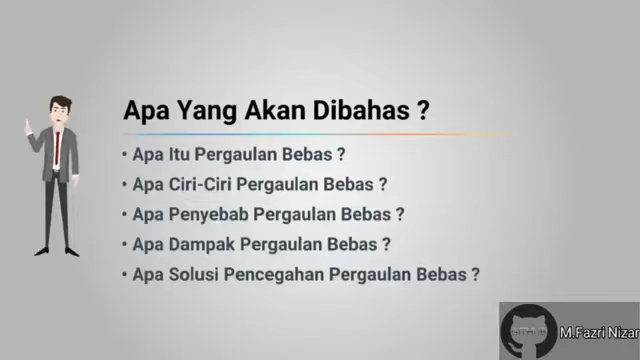 Apa Yang Akan Dibahas ?
• Apa Itu Pergaulan Bebas ?
• Apa Ciri-Ciri Pergaulan Bebas ?
• Apa Penyebab Pergaulan Bebas ?
• Apa Dampak Pergaulan Bebas ?
• Apa Solusi Pencegahan Pergaulan Bebas ?
GITHUB
M.Fazri Nizar